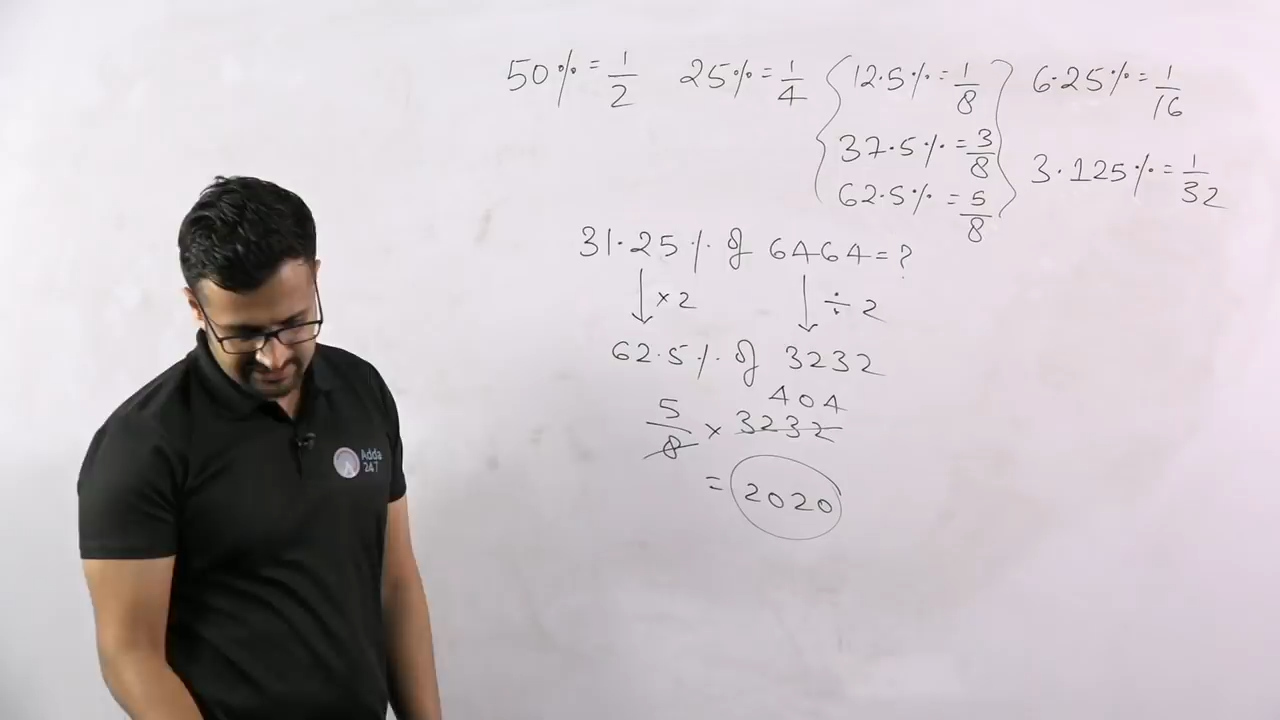 50% = 1/2 25% = 1/4 12.5% = 1/8 6.25% = 1/16
37.5% = 3/8
3.125% = 1/32
62.5% = 5/8
31.25% of 6464 = ?
×2 ÷2
62.5% of 3232
404
5/8 × 3232
= 2020
Adda
247